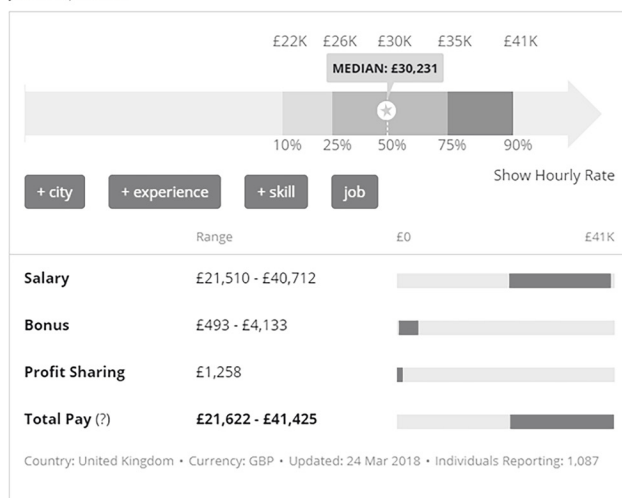 £22K £26K £30K £35K £41K
MEDIAN: £30,231
10% 25% 50% 75% 90%
Show Hourly Rate
+ city + experience + skill job
Range £0 £41K
Salary £21,510 - £40,712
Bonus £493 - £4,133
Profit Sharing £1,258
Total Pay (?) £21,622 - £41,425
Country: United Kingdom • Currency: GBP • Updated: 24 Mar 2018 • Individuals Reporting: 1,087